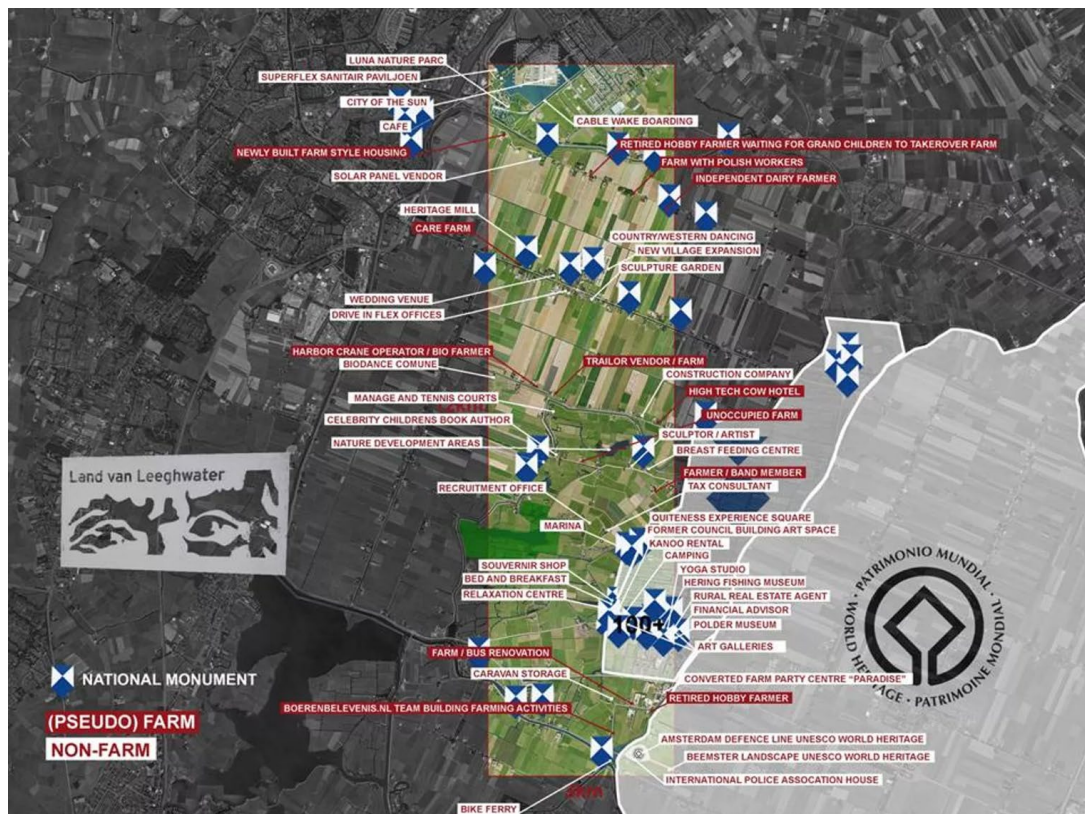 LUNA NATURE PARC
SUPERFLEX SANITAIR PAVILJOEN
CITY OF THE SUN
CAFE
CABLE WAKE BOARDING
NEWLY BUILT FARM STYLE HOUSING
RETIRED HOBBY FARMER WAITING FOR GRAND CHILDREN TO TAKEOVER FARM
FARM WITH POLISH WORKERS
SOLAR PANEL VENDOR
INDEPENDENT DAIRY FARMER
HERITAGE MILL
CARE FARM
COUNTRY/WESTERN DANCING
NEW VILLAGE EXPANSION
SCULPTURE GARDEN
WEDDING VENUE
DRIVE IN FLEX OFFICES
HARBOR CRANE OPERATOR / BIO FARMER
BIODANCE COMUNE
TRAILOR VENDOR / FARM
CONSTRUCTION COMPANY
MANAGE AND TENNIS COURTS
HIGH TECH COW HOTEL
CELEBRITY CHILDRENS BOOK AUTHOR
UNOCCUPIED FARM
NATURE DEVELOPMENT AREAS
SCULPTOR / ARTIST
BREAST FEEDING CENTRE
FARMER / BAND MEMBER
Land van Leeghwater
RECRUITMENT OFFICE
TAX CONSULTANT
MARINA
QUITENESS EXPERIENCE SQUARE
FORMER COUNCIL BUILDING ART SPACE
KANOO RENTAL
CAMPING
SOUVERNIR SHOP
YOGA STUDIO
BED AND BREAKFAST
HERING FISHING MUSEUM
RELAXATION CENTRE
RURAL REAL ESTATE AGENT
FINANCIAL ADVISOR
100+
POLDER MUSEUM
ART GALLERIES
PATRIMONIO MUNDIAL
WORLD HERITAGE
PATRIMOINE MONDIAL
FARM / BUS RENOVATION
CARAVAN STORAGE
CONVERTED FARM PARTY CENTRE "PARADISE"
NATIONAL MONUMENT
RETIRED HOBBY FARMER
BOERENBELEVENIS.NL TEAM BUILDING FARMING ACTIVITIES
(PSEUDO) FARM
NON-FARM
AMSTERDAM DEFENCE LINE UNESCO WORLD HERITAGE
BEEMSTER LANDSCAPE UNESCO WORLD HERITAGE
INTERNATIONAL POLICE ASSOCATION HOUSE
BIKE FERRY